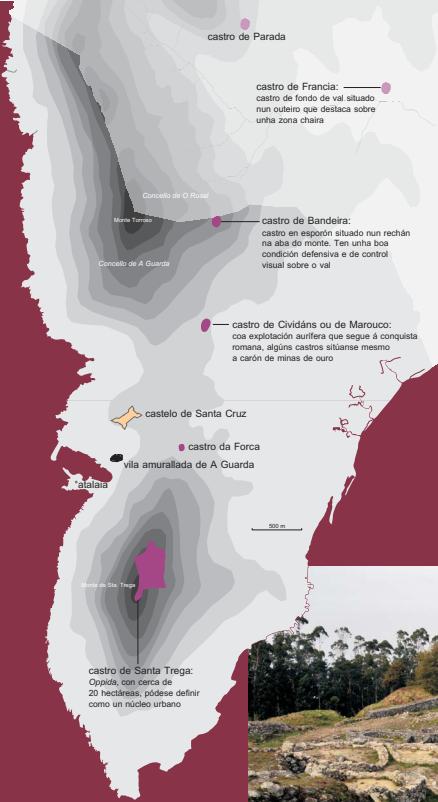 castro de Parada
castro de Francia:
castro de fondo de val situado
nun outeiro que destaca sobre
unha zona chaira
Concello de O Rosal
Monte Torroso
castro de Bandeira:
castro en esporón situado nun rechán
na aba do monte. Ten unha boa
condición defensiva e de control
visual sobre o val
Concello de A Guarda
castro de Cividáns ou de Marouco:
coa explotación aurífera que segue á conquista
romana, algúns castros sitúanse mesmo
a carón de minas de ouro
castelo de Santa Cruz
castro da Forca
vila amurallada de A Guarda
atalaia
500 m
Monte de Sta. Trega
castro de Santa Trega:
Oppida, con cerca de
20 hectáreas, pódese definir
como un núcleo urbano